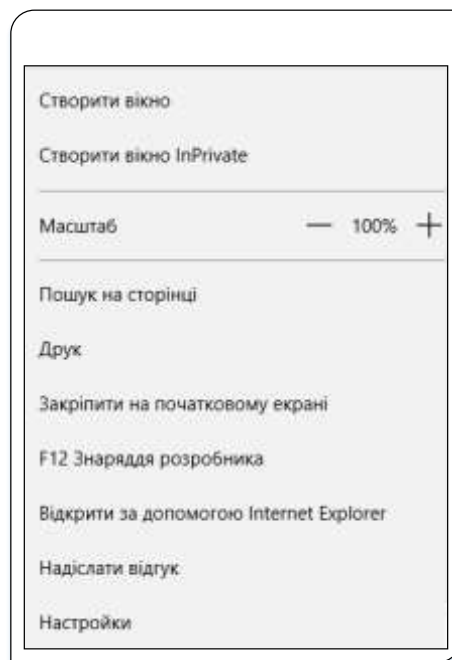 Створити вікно
Створити вікно InPrivate
Масштаб — 100% +
Пошук на сторінці
Друк
Закріпити на початковому екрані
F12 Знаряддя розробника
Відкрити за допомогою Internet Explorer
Надіслати відгук
Настройки